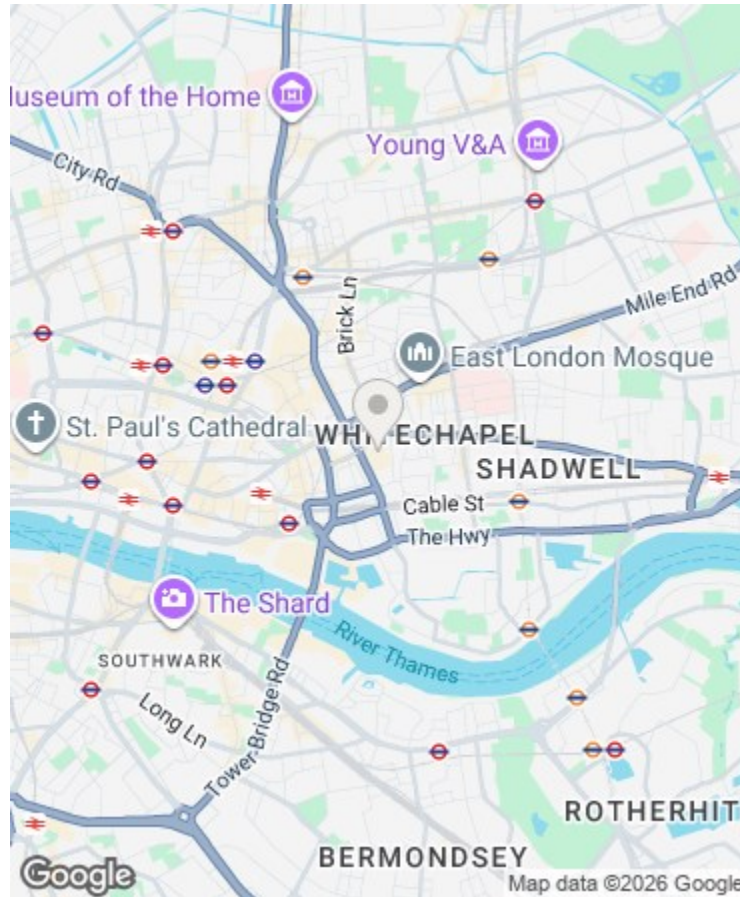 useum of the Home
Young V&A
City Rd
Mile End Rd
Brick Ln
East London Mosque
St. Paul's Cathedral
WHITECHAPEL
SHADWELL
Cable St
The Hwy
The Shard
River Thames
SOUTHWARK
Long Ln
Tower Bridge Rd
ROTHERHIT
BERMONDSEY
Google
Map data ©2026 Google